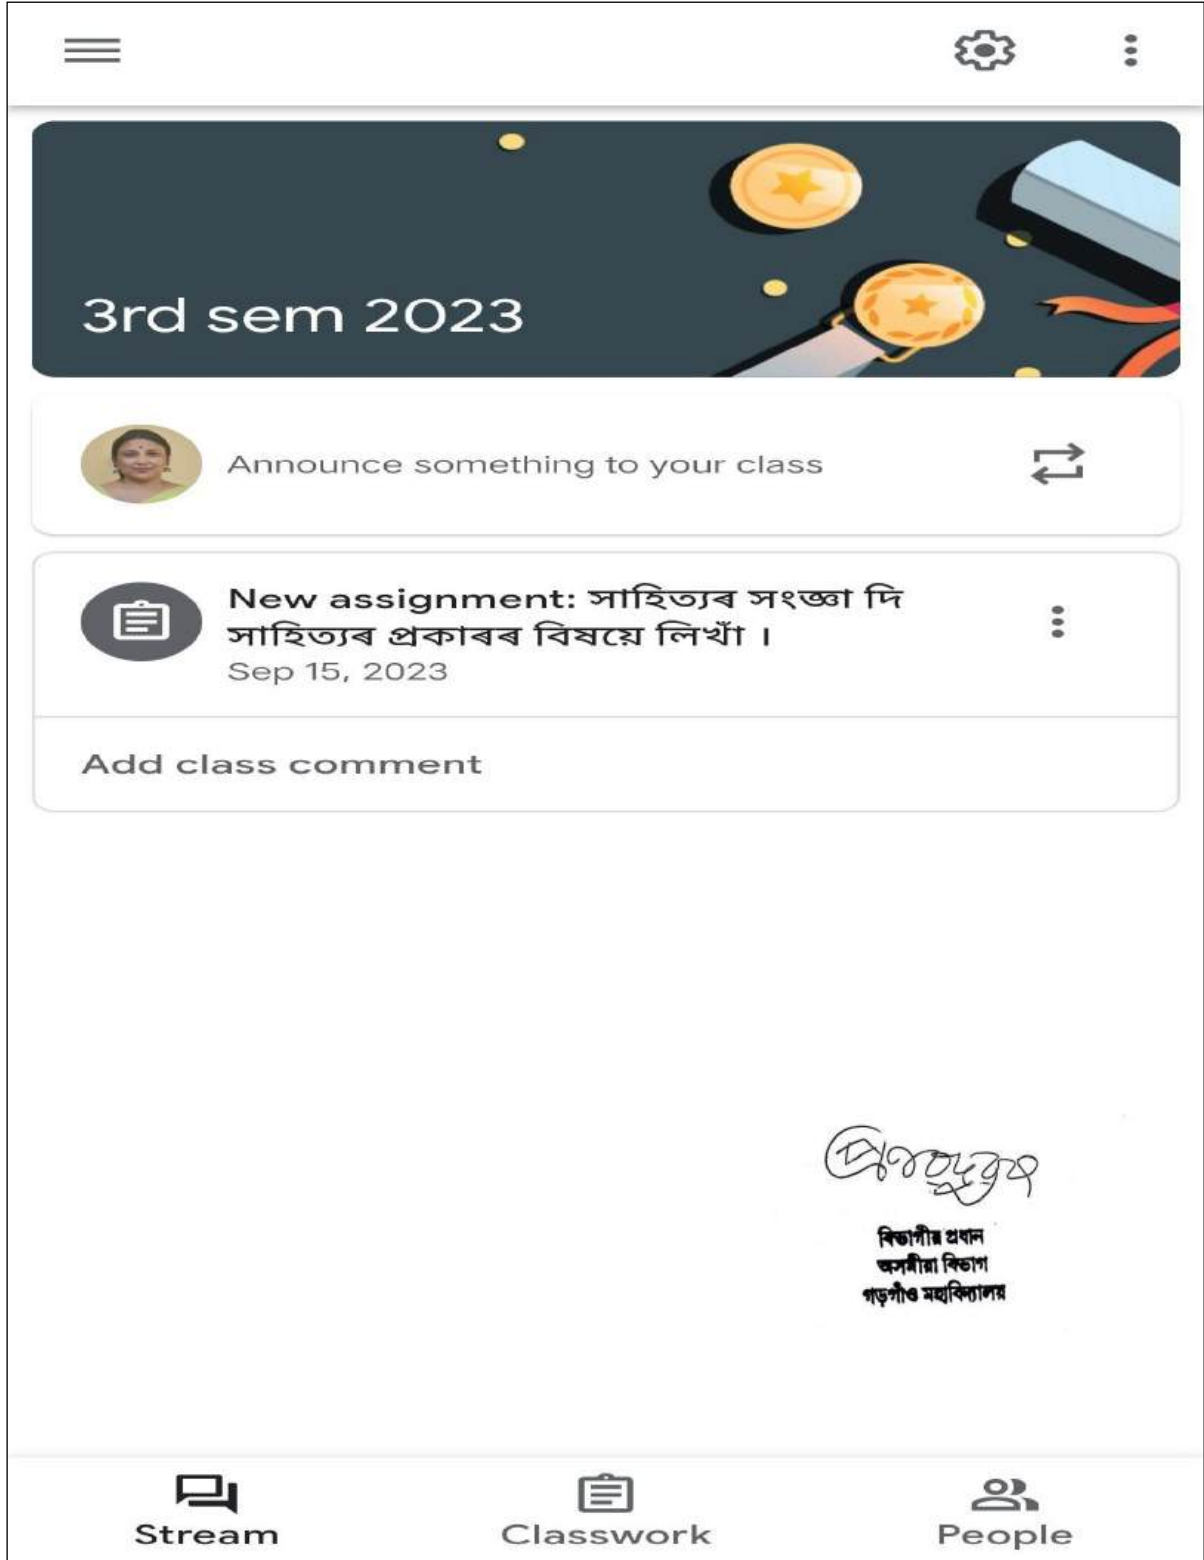 3rd sem 2023
Announce something to your class
New assignment: সাহিত্যৰ সংজ্ঞা দি
সাহিত্যৰ প্ৰকাৰৰ বিষয়ে লিখাঁ ।
Sep 15, 2023
Add class comment
বিভাগীয় প্ৰধান
অসমীয়া বিভাগ
গড়গাঁও মহাবিদ্যালয়
Stream
Classwork
People